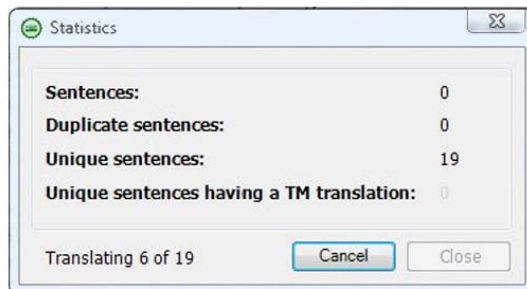 Statistics
Sentences: 0
Duplicate sentences: 0
Unique sentences: 19
Unique sentences having a TM translation: 0
Translating 6 of 19 Cancel Close